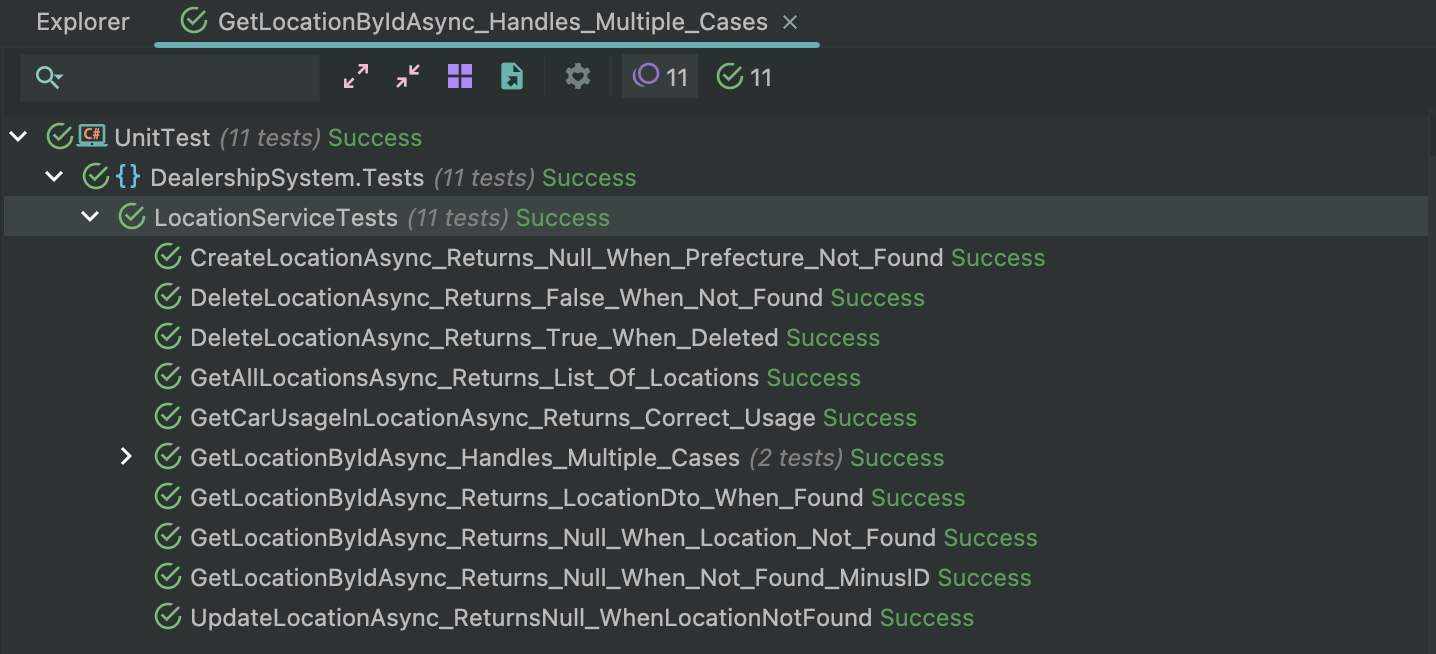 Explorer GetLocationByIdAsync_Handles_Multiple_Cases ×
11 11
C# UnitTest (11 tests) Success
{} DealershipSystem.Tests (11 tests) Success
LocationServiceTests (11 tests) Success
CreateLocationAsync_Returns_Null_When_Prefecture_Not_Found Success
DeleteLocationAsync_Returns_False_When_Not_Found Success
DeleteLocationAsync_Returns_True_When_Deleted Success
GetAllLocationsAsync_Returns_List_Of_Locations Success
GetCarUsageInLocationAsync_Returns_Correct_Usage Success
GetLocationByIdAsync_Handles_Multiple_Cases (2 tests) Success
GetLocationByIdAsync_Returns_LocationDto_When_Found Success
GetLocationByIdAsync_Returns_Null_When_Location_Not_Found Success
GetLocationByIdAsync_Returns_Null_When_Not_Found_MinusID Success
UpdateLocationAsync_ReturnsNull_WhenLocationNotFound Success